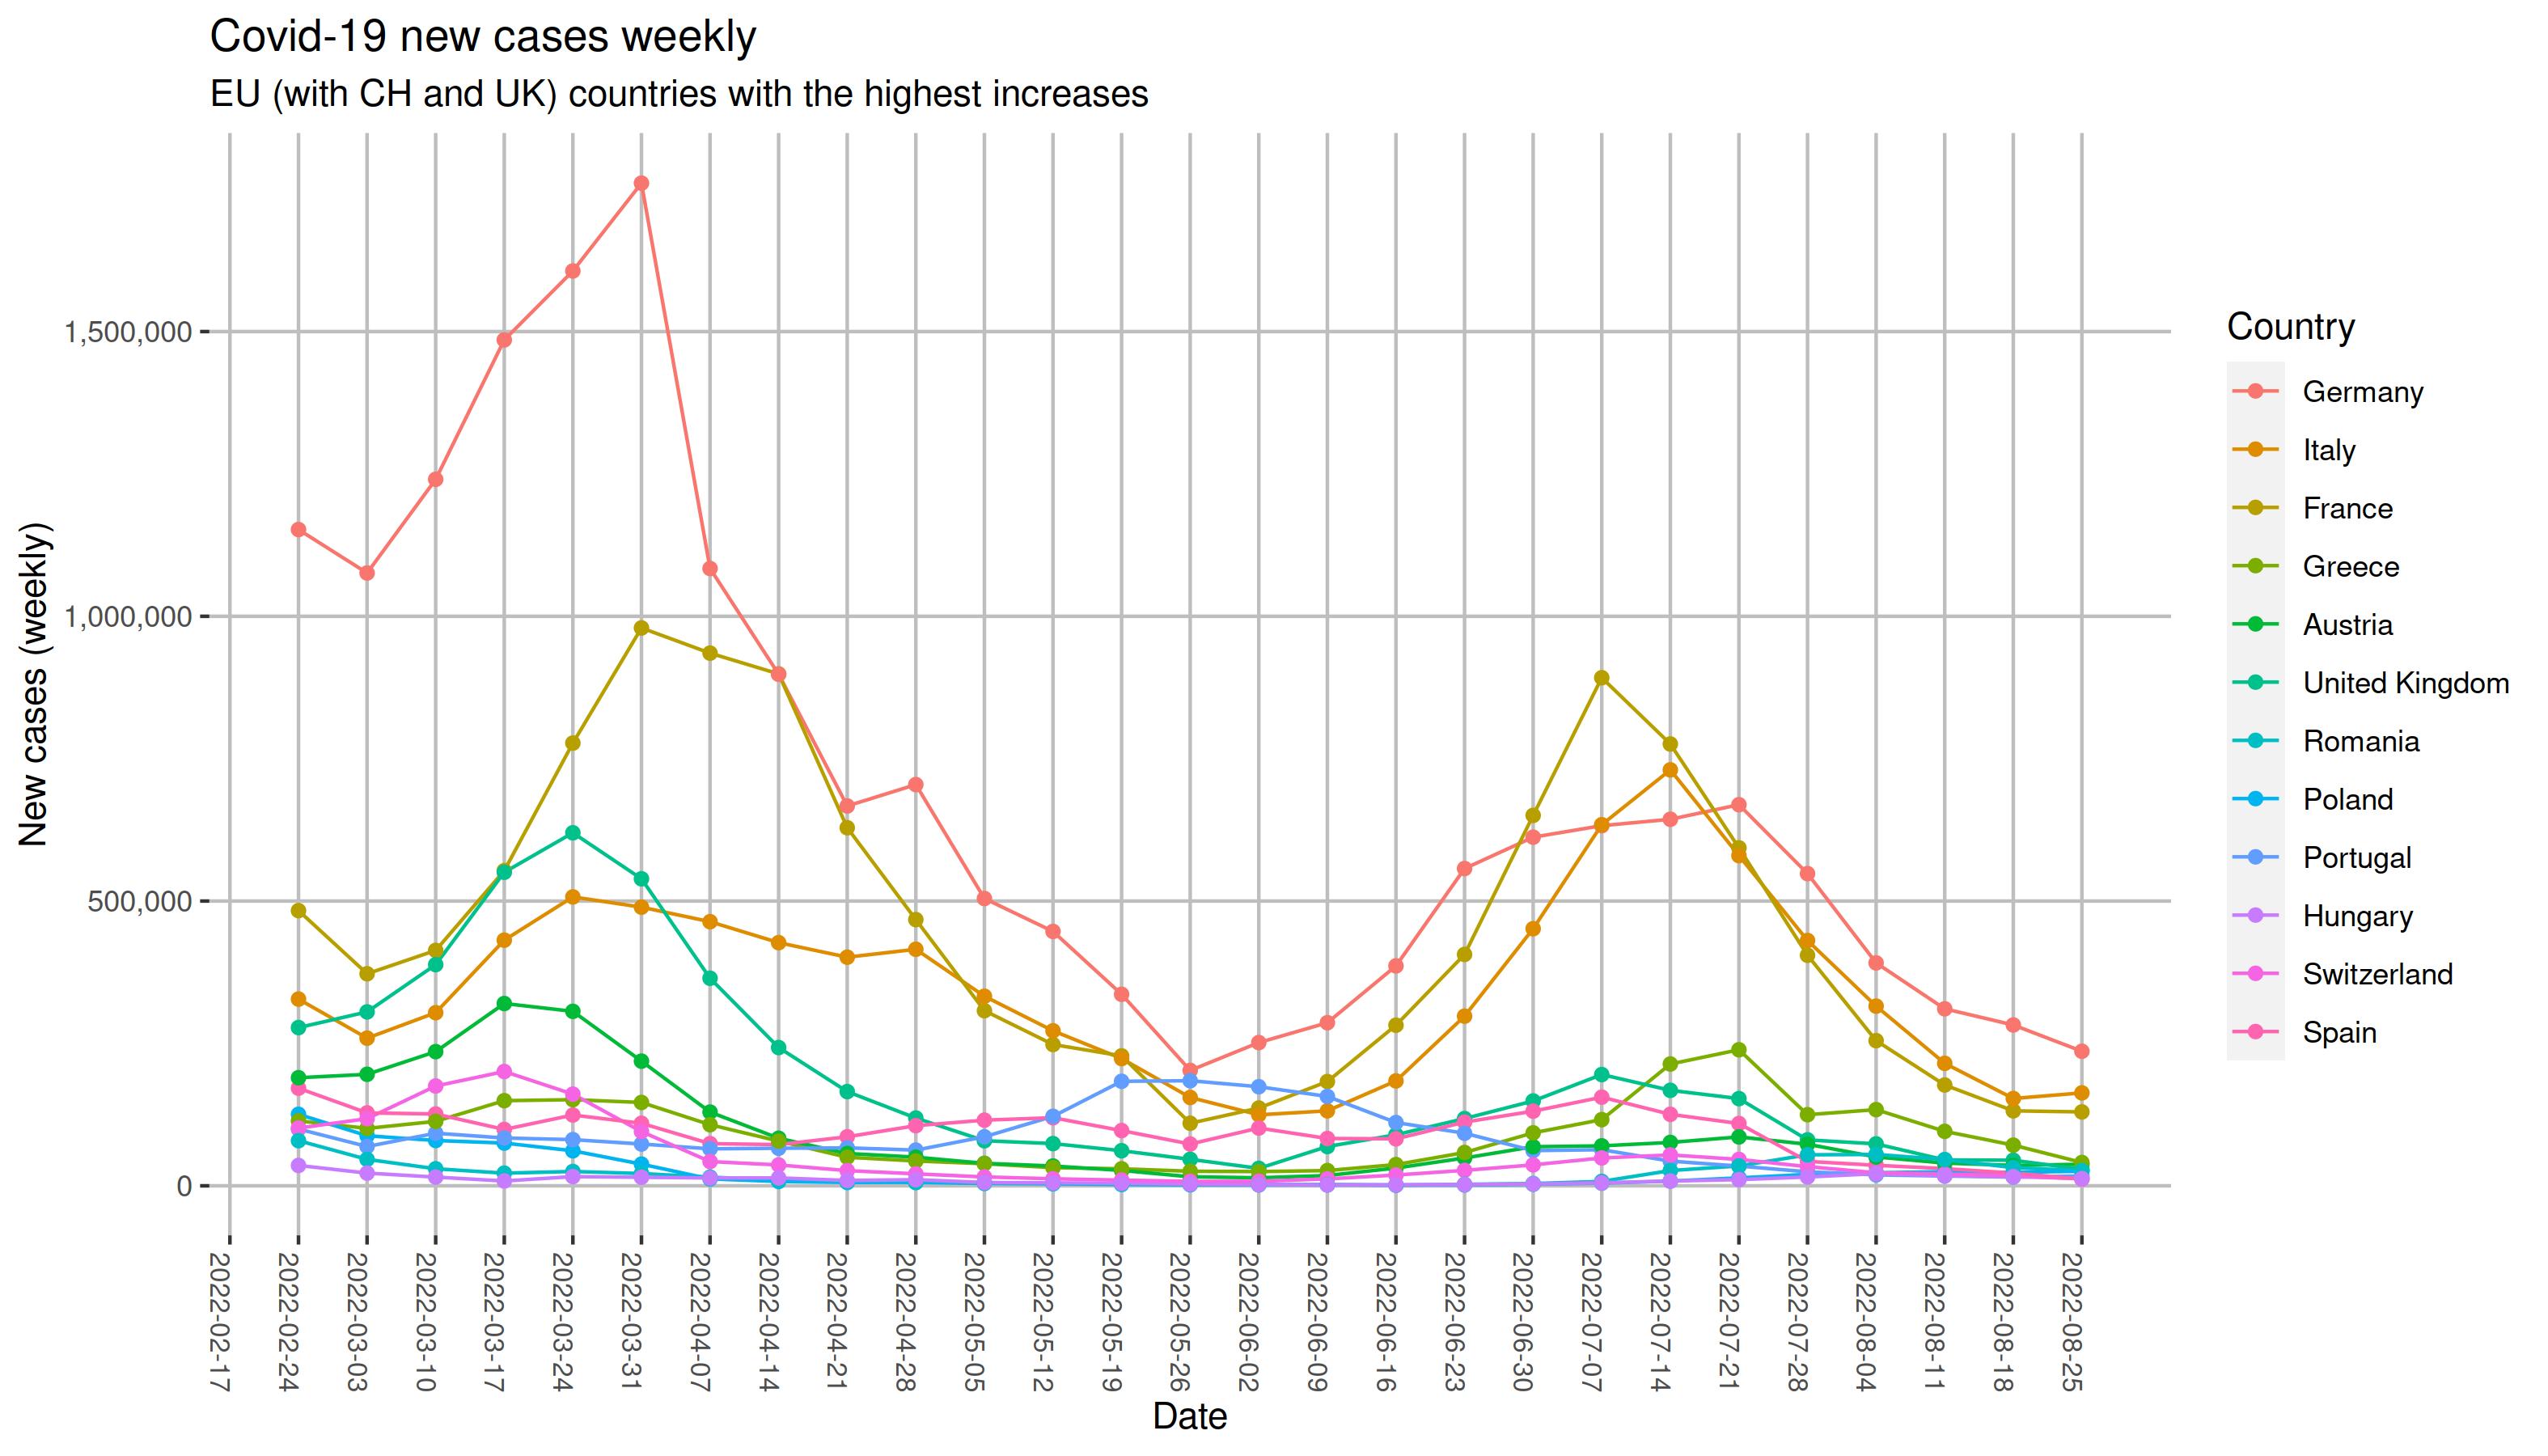 Covid-19 new cases weekly
EU (with CH and UK) countries with the highest increases
New cases (weekly)
1,500,000
1,000,000
500,000
0
2022-02-17
2022-02-24
2022-03-03
2022-03-10
2022-03-17
2022-03-24
2022-03-31
2022-04-07
2022-04-14
2022-04-21
2022-04-28
2022-05-05
2022-05-12
2022-05-19
2022-05-26
2022-06-02
2022-06-09
2022-06-16
2022-06-23
2022-06-30
2022-07-07
2022-07-14
2022-07-21
2022-07-28
2022-08-04
2022-08-11
2022-08-18
2022-08-25
Date
Country
Germany
Italy
France
Greece
Austria
United Kingdom
Romania
Poland
Portugal
Hungary
Switzerland
Spain